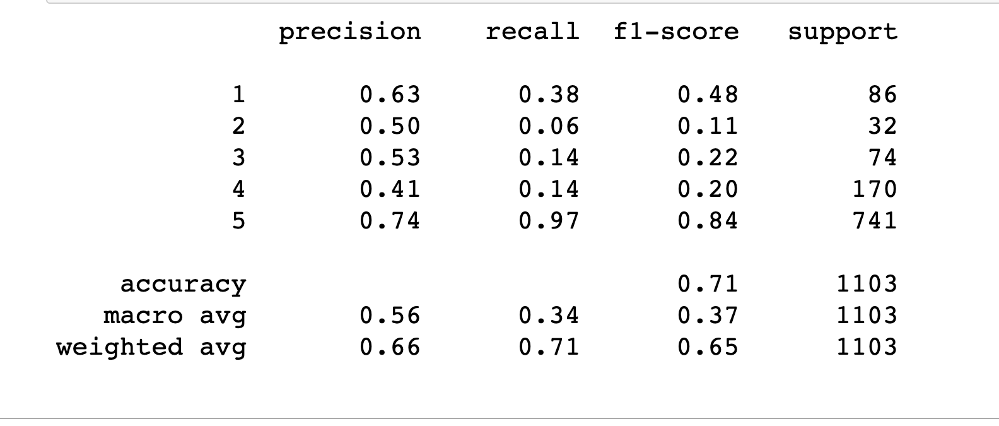 precision recall f1-score support
1 0.63 0.38 0.48 86
2 0.50 0.06 0.11 32
3 0.53 0.14 0.22 74
4 0.41 0.14 0.20 170
5 0.74 0.97 0.84 741
accuracy 0.71 1103
macro avg 0.56 0.34 0.37 1103
weighted avg 0.66 0.71 0.65 1103